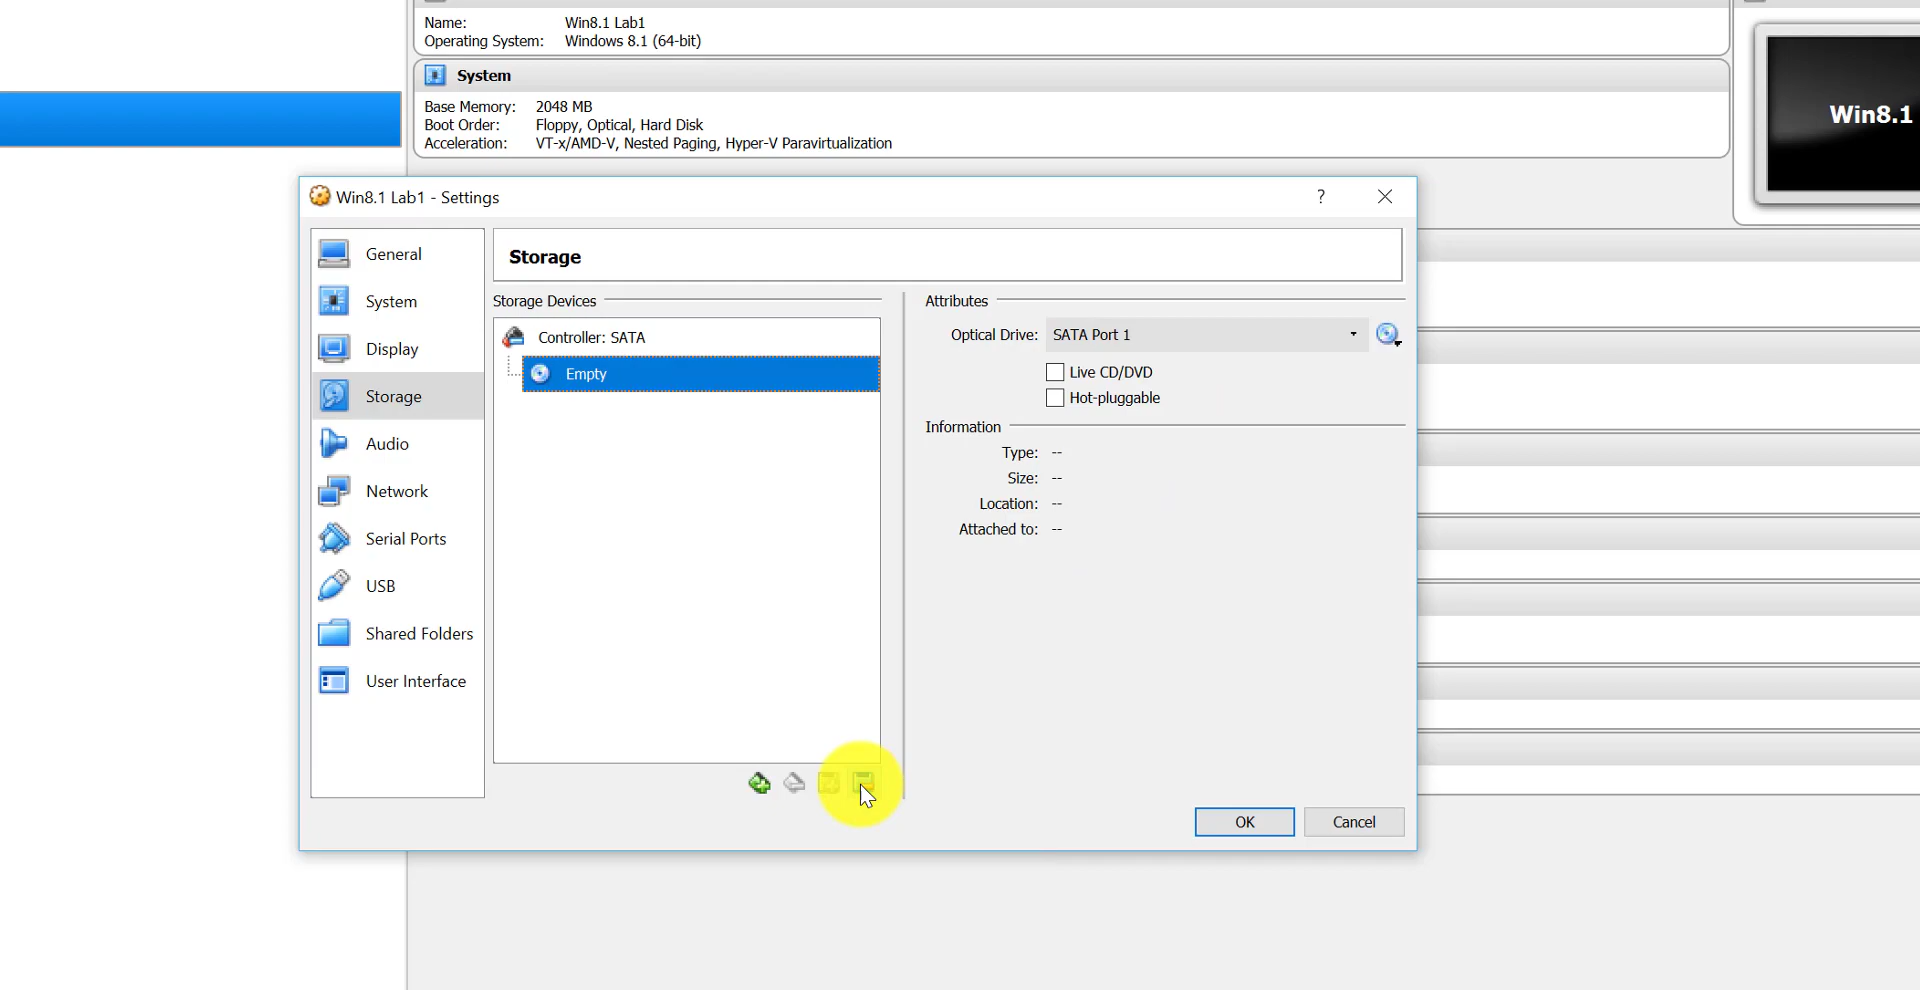 Name: Win8.1 Lab1
Operating System: Windows 8.1 (64-bit)
System
Base Memory: 2048 MB
Boot Order: Floppy, Optical, Hard Disk
Acceleration: VT-x/AMD-V, Nested Paging, Hyper-V Paravirtualization
Win8.1
Win8.1 Lab1 - Settings
?
General
System
Display
Storage
Audio
Network
Serial Ports
USB
Shared Folders
User Interface
Storage
Storage Devices
Controller: SATA
Empty
Attributes
Optical Drive: SATA Port 1
Live CD/DVD
Hot-pluggable
Information
Type: --
Size: --
Location: --
Attached to: --
OK
Cancel